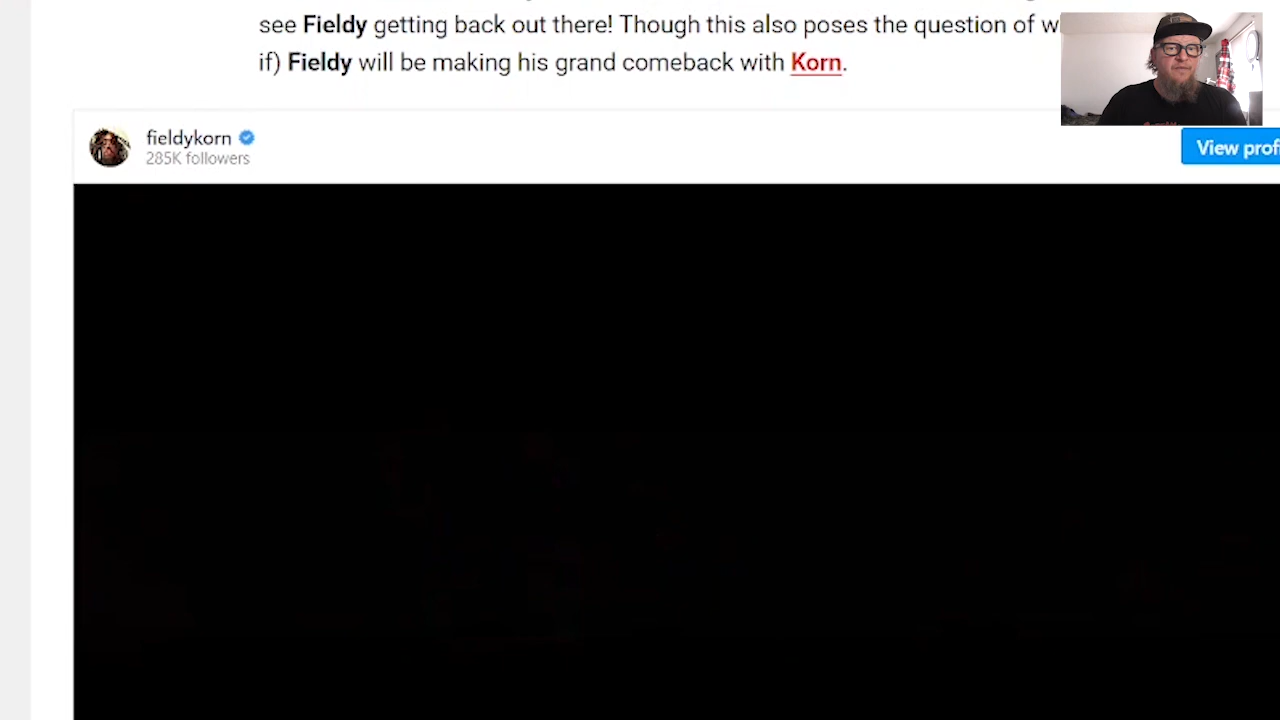 see Fieldy getting back out there! Though this also poses the question of
if) Fieldy will be making his grand comeback with Korn.
fieldykorn
285K followers
View